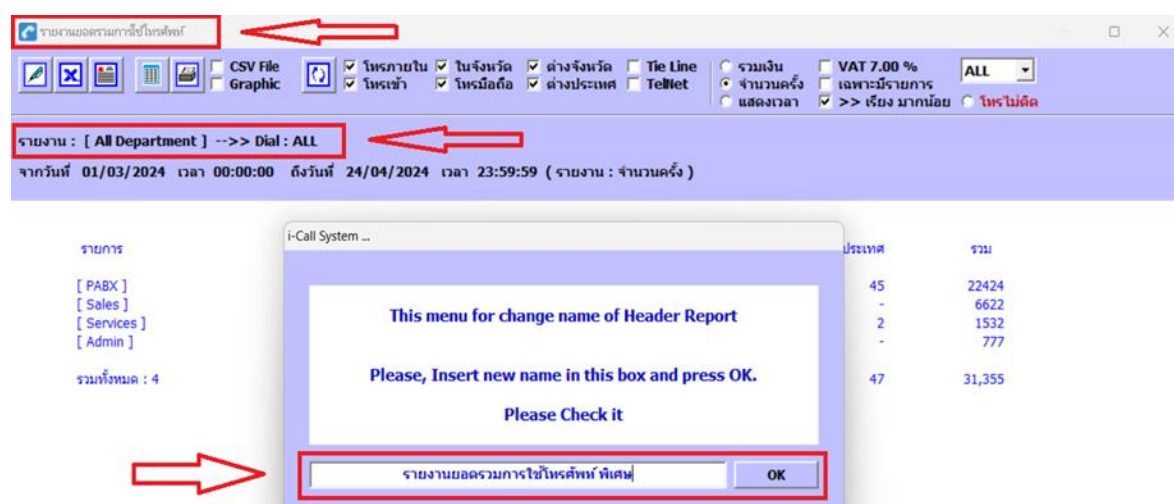 รายงานยอดรวมการใช้โทรศัพท์
CSV File โทรภายใน ในจังหวัด ต่างจังหวัด Tie Line รวมเงิน VAT 7.00 % ALL
Graphic โทรเข้า โทรมือถือ ต่างประเทศ TelNet จำนวนครั้ง เฉพาะมีรายการ
แสดงเวลา >> เรียง มากน้อย โทรไม่ติด
รายงาน : [ All Department ] -->> Dial : ALL
จากวันที่ 01/03/2024 เวลา 00:00:00 ถึงวันที่ 24/04/2024 เวลา 23:59:59 ( รายงาน : จำนวนครั้ง )
i-Call System ...
รายการ ประเทศ รวม
[ PABX ] 45 22424
[ Sales ] - 6622
[ Services ] 2 1532
[ Admin ] - 777
รวมทั้งหมด : 4 47 31,355
This menu for change name of Header Report
Please, Insert new name in this box and press OK.
Please Check it
รายงานยอดรวมการใช้โทรศัพท์ พิเศษ OK